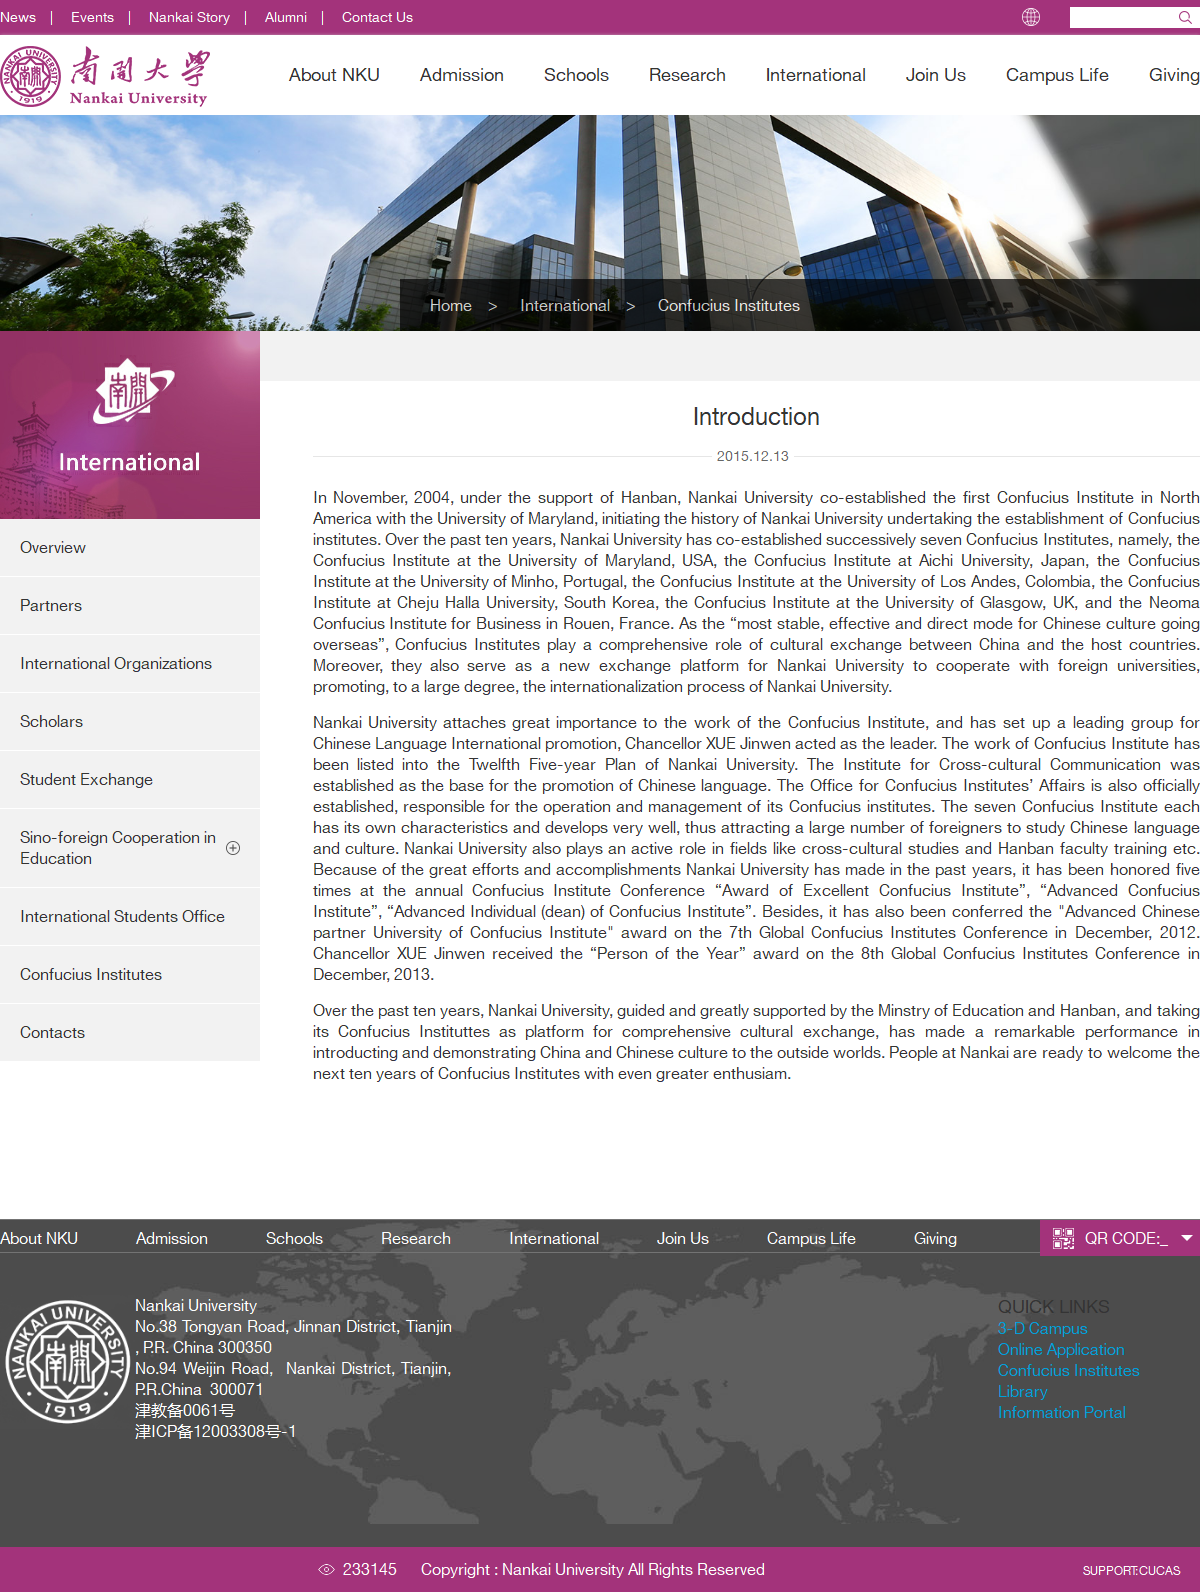 News | Events | Nankai Story | Alumni | Contact Us
NANKAI UNIVERSITY
南開
1919
南開大學
Nankai University
About NKU Admission Schools Research International Join Us Campus Life Giving
Home > International > Confucius Institutes
南開
International
Overview
Partners
International Organizations
Scholars
Student Exchange
Sino-foreign Cooperation in
Education
International Students Office
Confucius Institutes
Contacts
Introduction
2015.12.13
In November, 2004, under the support of Hanban, Nankai University co-established the first Confucius Institute in North
America with the University of Maryland, initiating the history of Nankai University undertaking the establishment of Confucius
institutes. Over the past ten years, Nankai University has co-established successively seven Confucius Institutes, namely, the
Confucius Institute at the University of Maryland, USA, the Confucius Institute at Aichi University, Japan, the Confucius
Institute at the University of Minho, Portugal, the Confucius Institute at the University of Los Andes, Colombia, the Confucius
Institute at Cheju Halla University, South Korea, the Confucius Institute at the University of Glasgow, UK, and the Neoma
Confucius Institute for Business in Rouen, France. As the “most stable, effective and direct mode for Chinese culture going
overseas”, Confucius Institutes play a comprehensive role of cultural exchange between China and the host countries.
Moreover, they also serve as a new exchange platform for Nankai University to cooperate with foreign universities,
promoting, to a large degree, the internationalization process of Nankai University.
Nankai University attaches great importance to the work of the Confucius Institute, and has set up a leading group for
Chinese Language International promotion, Chancellor XUE Jinwen acted as the leader. The work of Confucius Institute has
been listed into the Twelfth Five-year Plan of Nankai University. The Institute for Cross-cultural Communication was
established as the base for the promotion of Chinese language. The Office for Confucius Institutes’ Affairs is also officially
established, responsible for the operation and management of its Confucius institutes. The seven Confucius Institute each
has its own characteristics and develops very well, thus attracting a large number of foreigners to study Chinese language
and culture. Nankai University also plays an active role in fields like cross-cultural studies and Hanban faculty training etc.
Because of the great efforts and accomplishments Nankai University has made in the past years, it has been honored five
times at the annual Confucius Institute Conference “Award of Excellent Confucius Institute”, “Advanced Confucius
Institute”, “Advanced Individual (dean) of Confucius Institute”. Besides, it has also been conferred the "Advanced Chinese
partner University of Confucius Institute" award on the 7th Global Confucius Institutes Conference in December, 2012.
Chancellor XUE Jinwen received the “Person of the Year” award on the 8th Global Confucius Institutes Conference in
December, 2013.
Over the past ten years, Nankai University, guided and greatly supported by the Minstry of Education and Hanban, and taking
its Confucius Instituttes as platform for comprehensive cultural exchange, has made a remarkable performance in
introducting and demonstrating China and Chinese culture to the outside worlds. People at Nankai are ready to welcome the
next ten years of Confucius Institutes with even greater enthusiam.
About NKU Admission Schools Research International Join Us Campus Life Giving QR CODE:_
NANKAI UNIVERSITY
南開
1919
Nankai University
No.38 Tongyan Road, Jinnan District, Tianjin
, P.R. China 300350
No.94 Weijin Road, Nankai District, Tianjin,
P.R.China 300071
津教备0061号
津ICP备12003308号-1
QUICK LINKS
3-D Campus
Online Application
Confucius Institutes
Library
Information Portal
233145 Copyright : Nankai University All Rights Reserved SUPPORT:CUCAS